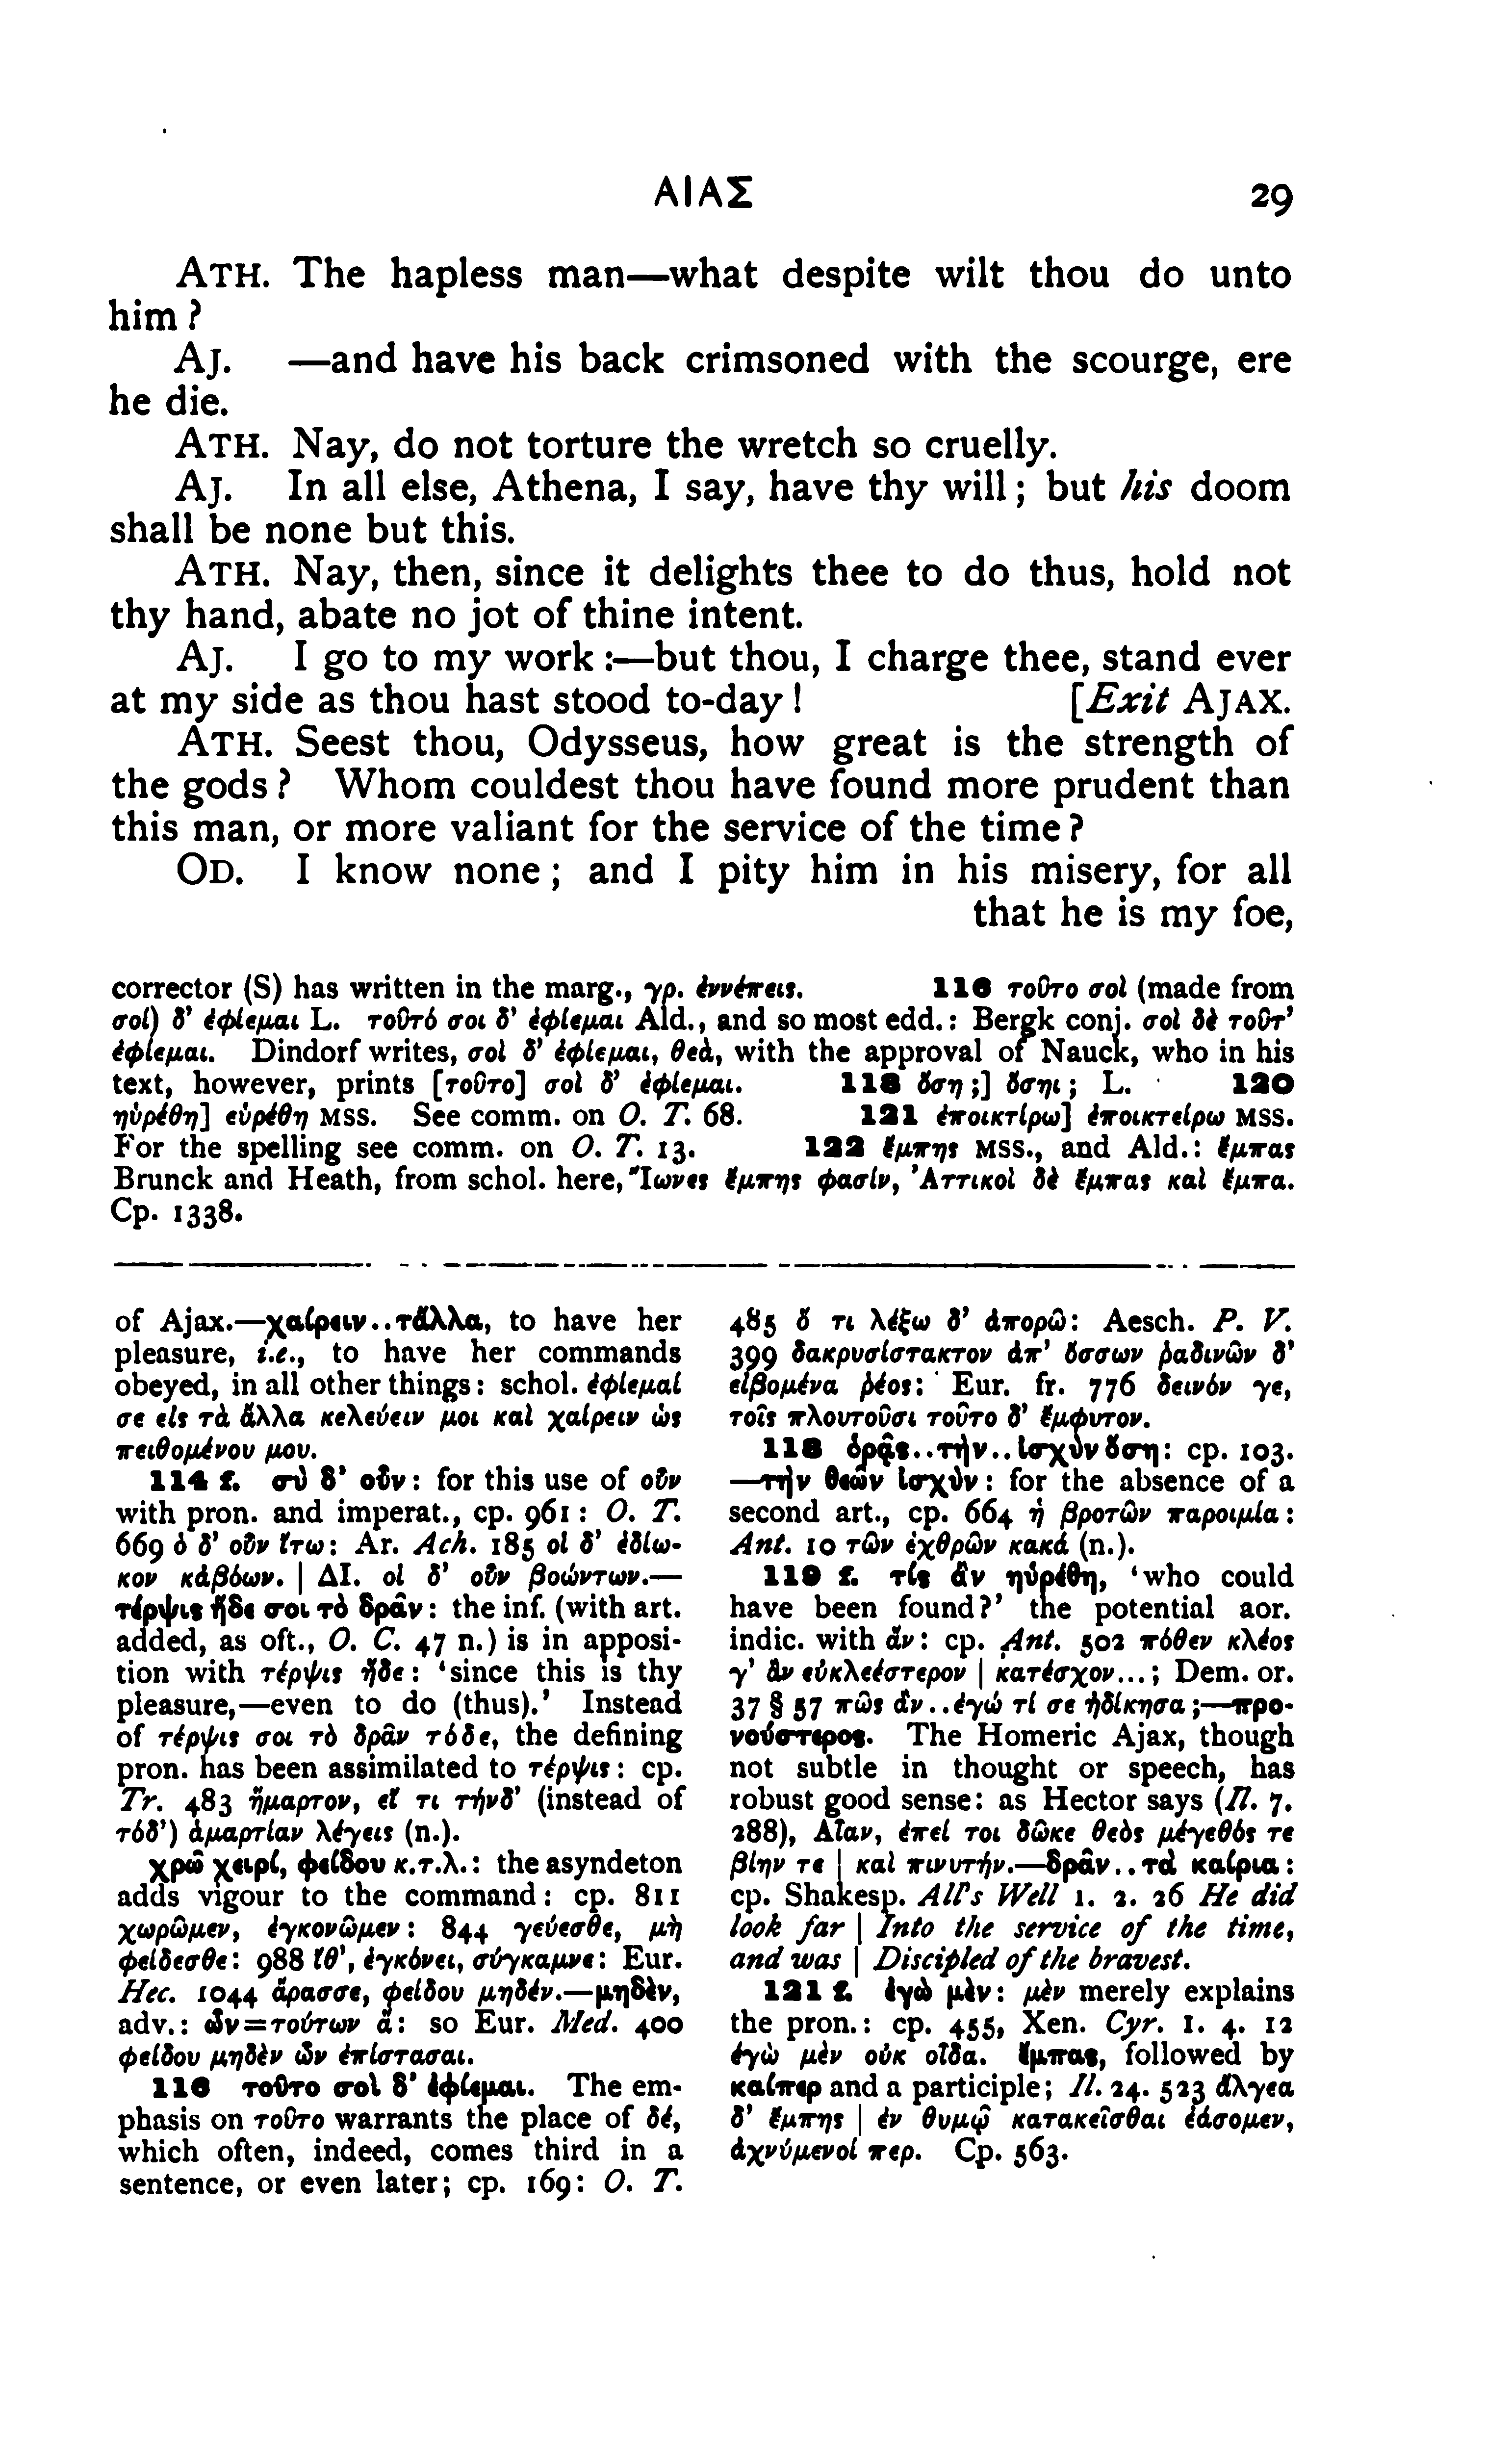 ΑΙΑΣ 29
ATH. The hapless man—what despite wilt thou do unto
him?
AJ. —and have his back crimsoned with the scourge, ere
he die.
ATH. Nay, do not torture the wretch so cruelly.
AJ. In all else, Athena, I say, have thy will; but his doom
shall be none but this.
ATH. Nay, then, since it delights thee to do thus, hold not
thy hand, abate no jot of thine intent.
AJ. I go to my work:—but thou, I charge thee, stand ever
at my side as thou hast stood to-day! [Exit AJAX.
ATH. Seest thou, Odysseus, how great is the strength of
the gods? Whom couldest thou have found more prudent than
this man, or more valiant for the service of the time?
OD. I know none; and I pity him in his misery, for all
that he is my foe,
corrector (S) has written in the marg., γρ. ἐννέπεις. 116 τοῦτο σοὶ (made from
σοί) δ' ἐφίεμαι L. τοῦτό σοι δ' ἐφίεμαι Ald., and so most edd.: Bergk conj. σοὶ δὲ τοῦτ'
ἐφίεμαι. Dindorf writes, σοὶ δ' ἐφίεμαι, θεά, with the approval of Nauck, who in his
text, however, prints [τοῦτο] σοὶ δ' ἐφίεμαι. 118 ὅση;] ὅσηι; L. 120
ηὑρέθη] εὑρέθη MSS. See comm. on O. T. 68. 121 ἐποικτίρω] ἐποικτείρω MSS.
For the spelling see comm. on O. T. 13. 122 ἔμπης MSS., and Ald.: ἔμπας
Brunck and Heath, from schol. here, Ἴωνες ἔμπης φασίν, Ἀττικοὶ δὲ ἔμπας καὶ ἔμπα.
Cp. 1338.
of Ajax.—χαίρειν..τἄλλα, to have her
pleasure, i.e., to have her commands
obeyed, in all other things: schol. ἐφίεμαί
σε εἰς τὰ ἄλλα κελεύειν μοι καὶ χαίρειν ὡς
πειθομένου μου.
114 f. σὺ δ' οὖν: for this use of οὖν
with pron. and imperat., cp. 961: O. T.
669 ὁ δ' οὖν ἴτω: Ar. Ach. 185 οἱ δ' ἐδίω-
κον κἀβόων. | ΔΙ. οἱ δ' οὖν βοώντων.—
τέρψις ἥδε σοι τὸ δρᾶν: the inf. (with art.
added, as oft., O. C. 47 n.) is in apposi-
tion with τέρψις ἥδε: 'since this is thy
pleasure,—even to do (thus).' Instead
of τέρψις σοι τὸ δρᾶν τόδε, the defining
pron. has been assimilated to τέρψις: cp.
Tr. 483 ἥμαρτον, εἴ τι τήνδ' (instead of
τόδ') ἁμαρτίαν λέγεις (n.).
χρῶ χειρί, φείδου κ.τ.λ.: the asyndeton
adds vigour to the command: cp. 811
χωρῶμεν, ἐγκονῶμεν: 844 γεύεσθε, μὴ
φείδεσθε: 988 ἴθ', ἐγκόνει, σύγκαμνε: Eur.
Hec. 1044 ἄρασσε, φείδου μηδέν.—μηδὲν,
adv.: ὧν=τούτων ἅ: so Eur. Med. 400
φείδου μηδὲν ὧν ἐπίστασαι.
116 τοῦτο σοὶ δ' ἐφίεμαι. The em-
phasis on τοῦτο warrants the place of δέ,
which often, indeed, comes third in a
sentence, or even later; cp. 169: O. T.
485 ὅ τι λέξω δ' ἀπορῶ: Aesch. P. V.
399 δακρυσίστακτον ἀπ' ὄσσων ῥαδινῶν δ'
εἰβομένα ῥέος: Eur. fr. 776 δεινόν γε,
τοῖς πλουτοῦσι τοῦτο δ' ἔμφυτον.
118 ὁρᾷς..τὴν..ἰσχὺν ὅση: cp. 103.
—τὴν θεῶν ἰσχὺν: for the absence of a
second art., cp. 664 ἡ βροτῶν παροιμία:
Ant. 10 τῶν ἐχθρῶν κακά (n.).
119 f. τίς ἂν ηὑρέθη, 'who could
have been found?' the potential aor.
indic. with ἄν: cp. Ant. 502 πόθεν κλέος
γ' ἂν εὐκλεέστερον | κατέσχον...; Dem. or.
37 § 57 πῶς ἂν..ἐγώ τί σε ἠδίκησα;—προ-
νούστερος. The Homeric Ajax, though
not subtle in thought or speech, has
robust good sense: as Hector says (Il. 7.
288), Αἶαν, ἐπεί τοι δῶκε θεὸς μέγεθός τε
βίην τε | καὶ πινυτήν.—δρᾶν..τὰ καίρια:
cp. Shakesp. All's Well 1. 2. 26 He did
look far | Into the service of the time,
and was | Discipled of the bravest.
121 f. ἐγὼ μὲν: μὲν merely explains
the pron.: cp. 455, Xen. Cyr. 1. 4. 12
ἐγὼ μὲν οὐκ οἶδα. ἔμπας, followed by
καίπερ and a participle; Il. 24. 523 ἄλγεα
δ' ἔμπης | ἐν θυμῷ κατακεῖσθαι ἐάσομεν,
ἀχνύμενοί περ. Cp. 563.